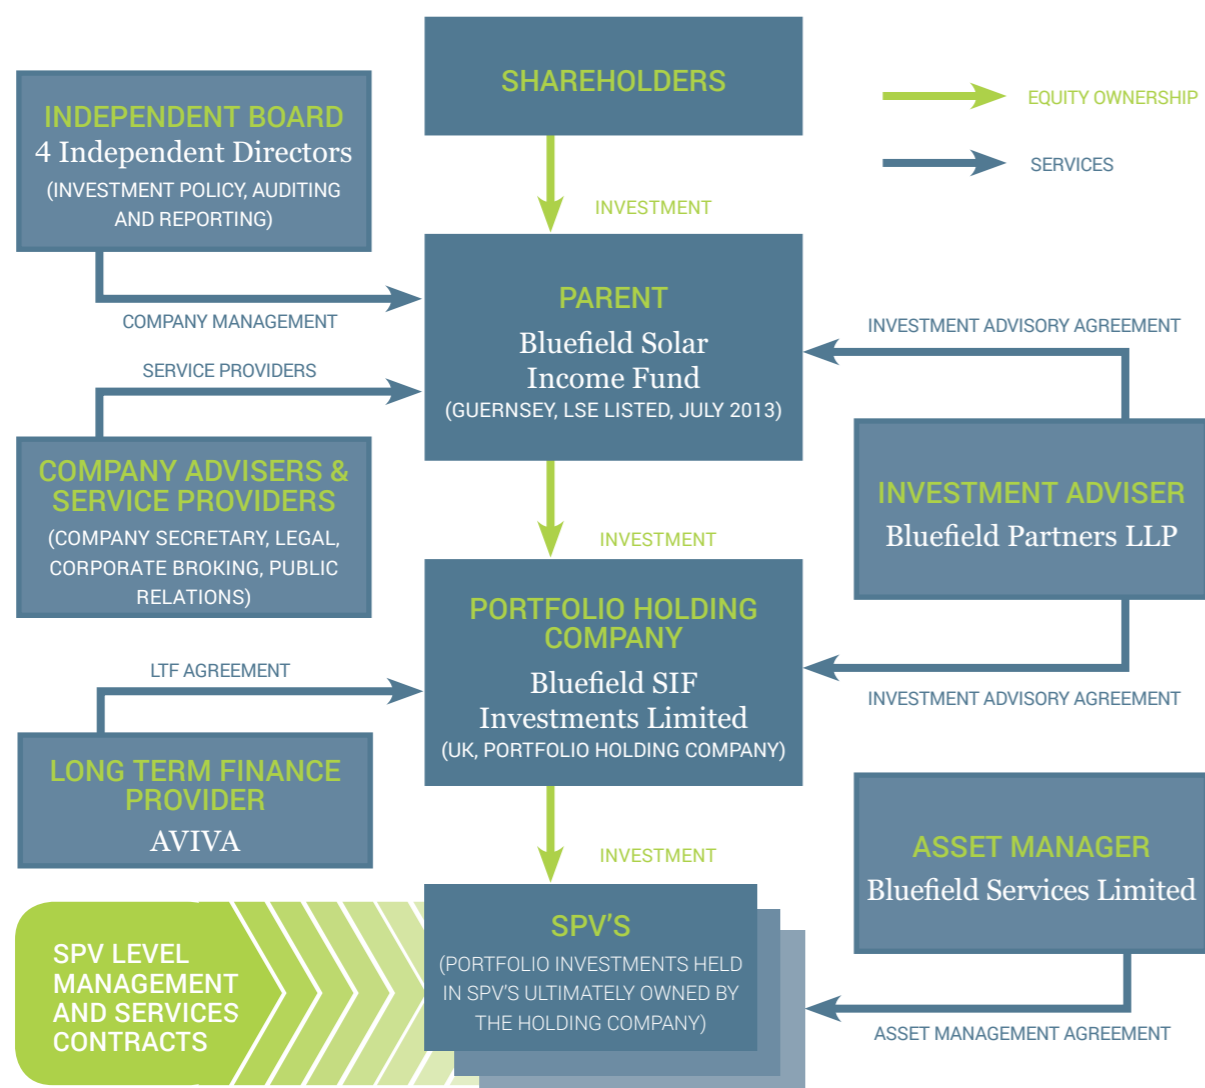 SHAREHOLDERS
EQUITY OWNERSHIP
SERVICES
INDEPENDENT BOARD
4 Independent Directors
(INVESTMENT POLICY, AUDITING
AND REPORTING)
INVESTMENT
COMPANY MANAGEMENT
PARENT
Bluefield Solar
Income Fund
(GUERNSEY, LSE LISTED, JULY 2013)
INVESTMENT ADVISORY AGREEMENT
SERVICE PROVIDERS
COMPANY ADVISERS &
SERVICE PROVIDERS
(COMPANY SECRETARY, LEGAL,
CORPORATE BROKING, PUBLIC
RELATIONS)
INVESTMENT ADVISER
Bluefield Partners LLP
INVESTMENT
PORTFOLIO HOLDING
COMPANY
Bluefield SIF
Investments Limited
(UK, PORTFOLIO HOLDING COMPANY)
INVESTMENT ADVISORY AGREEMENT
LTF AGREEMENT
LONG TERM FINANCE
PROVIDER
AVIVA
INVESTMENT
ASSET MANAGER
Bluefield Services Limited
SPV LEVEL
MANAGEMENT
AND SERVICES
CONTRACTS
SPV'S
(PORTFOLIO INVESTMENTS HELD
IN SPV'S ULTIMATELY OWNED BY
THE HOLDING COMPANY)
ASSET MANAGEMENT AGREEMENT